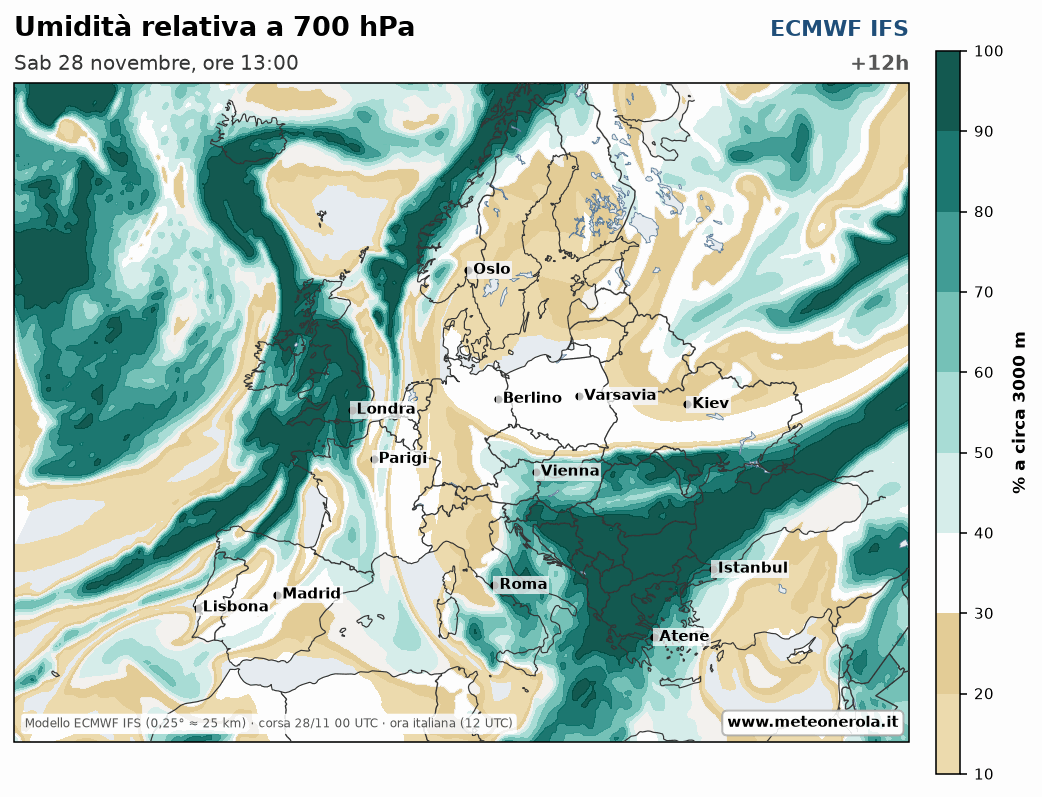 Umidità relativa a 700 hPa
ECMWF IFS
Sab 28 novembre, ore 13:00
+12h
100
90
80
70
60
50
40
30
20
10
% a circa 3000 m
Oslo
Berlino
Varsavia
Kiev
Londra
Parigi
Vienna
Istanbul
Roma
Madrid
Lisbona
Atene
Modello ECMWF IFS (0,25° ≈ 25 km) · corsa 28/11 00 UTC · ora italiana (12 UTC)
www.meteonerola.it